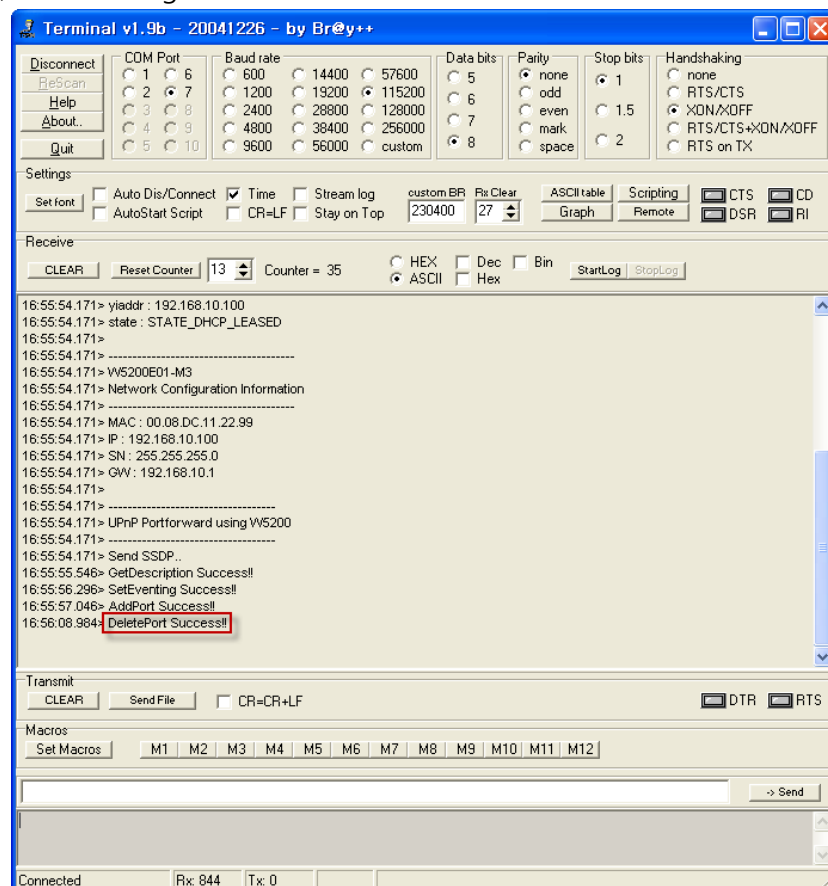 Terminal v1.9b - 20041226 - by Br@y++
Disconnect
ReScan
Help
About..
Quit
COM Port
1 6
2 7
3 8
4 9
5 10
Baud rate
600 14400 57600
1200 19200 115200
2400 28800 128000
4800 38400 256000
9600 56000 custom
Data bits
5
6
7
8
Parity
none
odd
even
mark
space
Stop bits
1
1.5
2
Handshaking
none
RTS/CTS
XON/XOFF
RTS/CTS+XON/XOFF
RTS on TX
Settings
Set font
Auto Dis/Connect Time Stream log
AutoStart Script CR=LF Stay on Top
custom BR Rx Clear
230400 27
ASCII table Scripting
Graph Remote
CTS CD
DSR RI
Receive
CLEAR Reset Counter 13 Counter = 35
HEX Dec Bin
ASCII Hex
StartLog StopLog
16:55:54.171> yiaddr : 192.168.10.100
16:55:54.171> state : STATE_DHCP_LEASED
16:55:54.171>
16:55:54.171> ----------------------------------------
16:55:54.171> W5200E01-M3
16:55:54.171> Network Configuration Information
16:55:54.171> ----------------------------------------
16:55:54.171> MAC : 00.08.DC.11.22.99
16:55:54.171> IP : 192.168.10.100
16:55:54.171> SN : 255.255.255.0
16:55:54.171> GW : 192.168.10.1
16:55:54.171>
16:55:54.171> ------------------------------------
16:55:54.171> UPnP Portforward using W5200
16:55:54.171> ------------------------------------
16:55:54.171> Send SSDP..
16:55:55.546> GetDescription Success!!
16:55:56.296> SetEventing Success!!
16:55:57.046> AddPort Success!!
16:56:08.984> DeletePort Success!!
Transmit
CLEAR Send File CR=CR+LF DTR RTS
Macros
Set Macros M1 M2 M3 M4 M5 M6 M7 M8 M9 M10 M11 M12
-> Send
Connected Rx: 844 Tx: 0